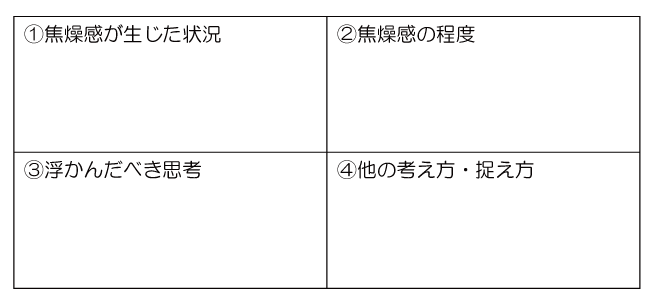 ①焦燥感が生じた状況
②焦燥感の程度
③浮かんだべき思考
④他の考え方・捉え方